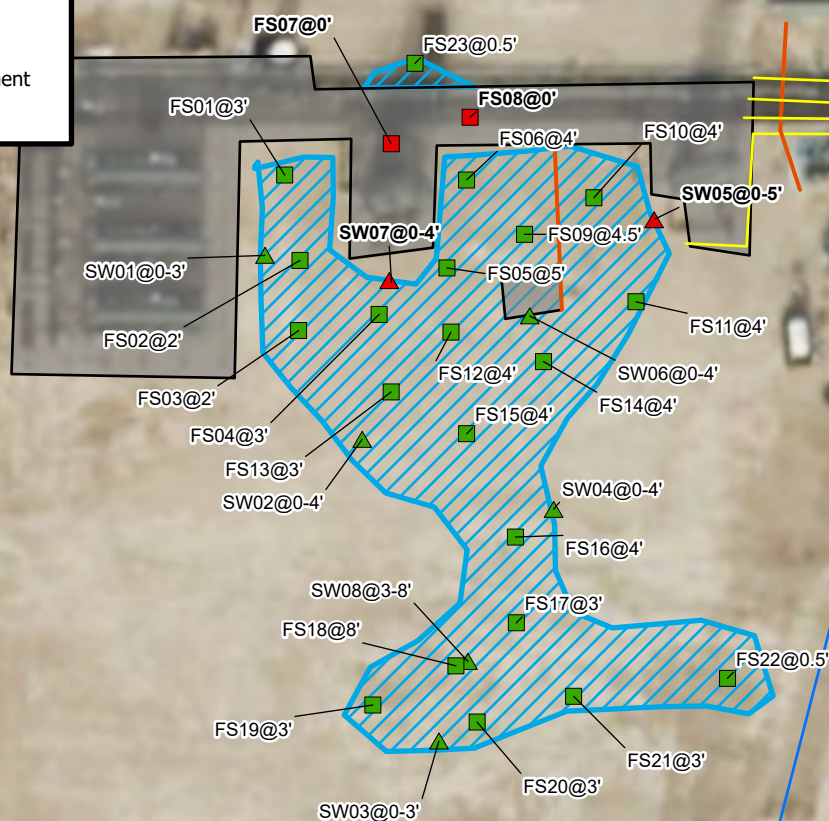 FS07@0'
FS23@0.5'
ent
FS01@3'
FS08@0'
FS06@4'
FS10@4'
SW05@0-5'
SW07@0-4'
FS09@4.5'
SW01@0-3'
FS05@5'
FS02@2'
FS11@4'
FS12@4'
SW06@0-4'
FS03@2'
FS14@4'
FS04@3'
FS15@4'
FS13@3'
SW02@0-4'
SW04@0-4'
FS16@4'
SW08@3-8'
FS17@3'
FS18@8'
FS22@0.5'
FS19@3'
FS21@3'
FS20@3'
SW03@0-3'